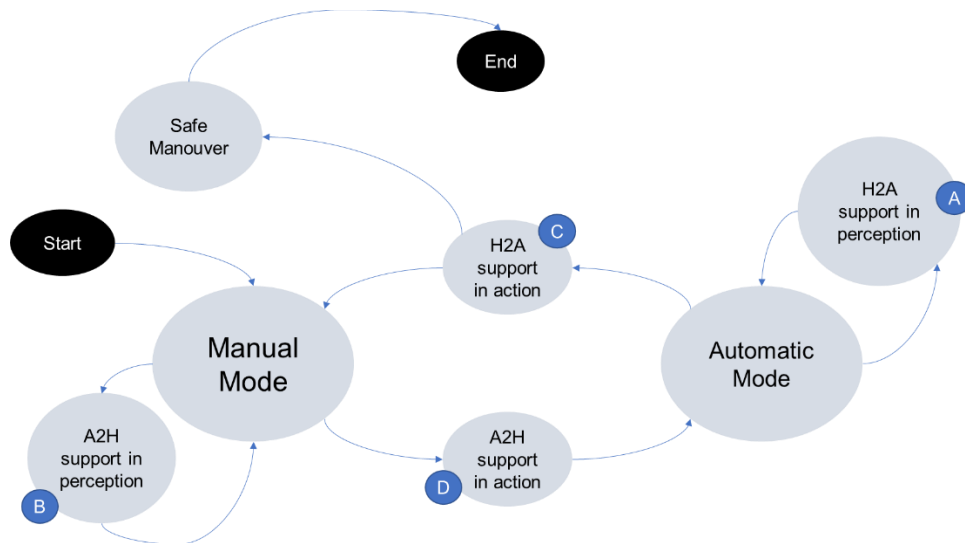 End
Safe
Manouver
H2A
support in
perception
A
Start
C
H2A
support
in action
Manual
Mode
Automatic
Mode
A2H
support in
perception
B
A2H
support
in action
D